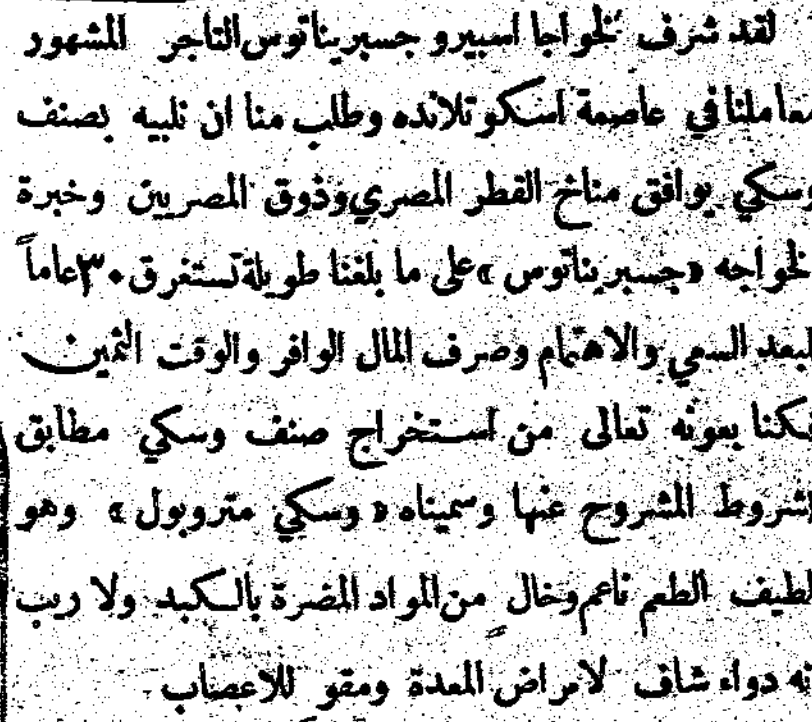 لقد شرف الخواجا اسبيرو جسبريناتوس التاجر المشهور
معاملنا في عاصمة اسكوتلانده وطلب منا ان نلبيه بصنف
وسكي يوافق مناخ القطر المصري وذوق المصريين وخبرة
الخواجه «جسبريناتوس» على ما بلغنا طويلة تستغرق ٣٠ عاماً
فبعد السعي والاهتمام وصرف المال الوافر والوقت الثمين
تمكنا بعونه تعالى من استخراج صنف وسكي مطابق
للشروط المشروح عنها وسميناه «وسكي متروبول» وهو
لطيف الطعم ناعم وخال من المواد المضرة بالكبد ولا ريب
انه دواء شاف لامراض المعدة ومقو للاعصاب